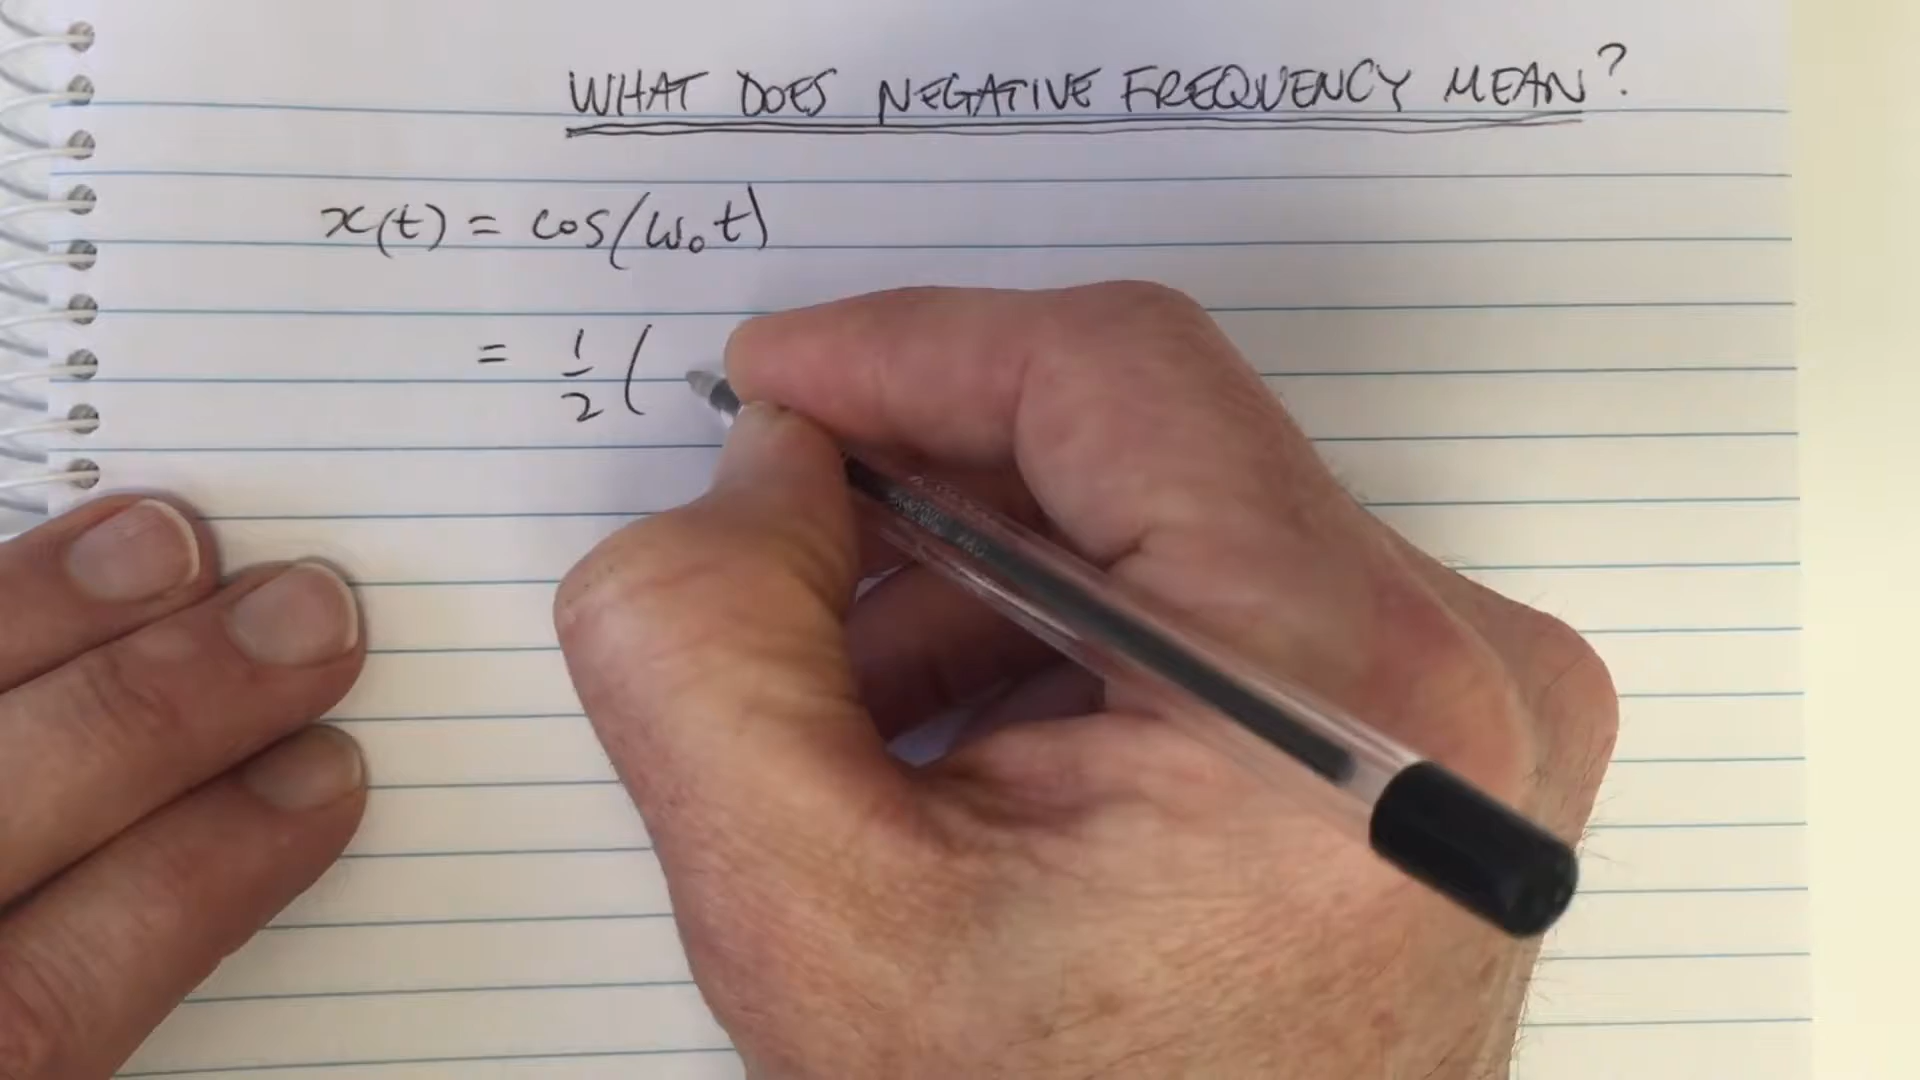 WHAT DOES NEGATIVE FREQUENCY MEAN?
x(t) = cos(ω₀t)
= 1/2 (